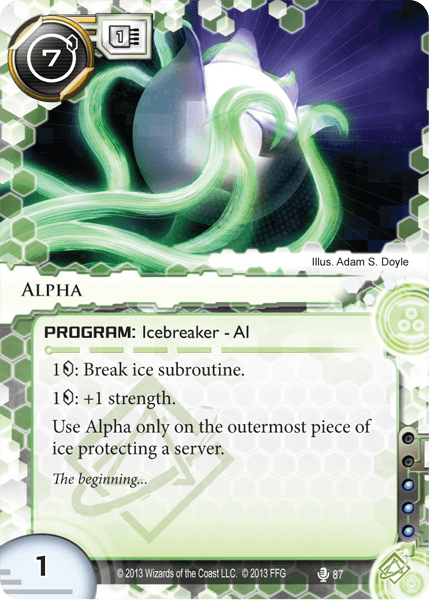 7
1
Illus. Adam S. Doyle
ALPHA
PROGRAM: Icebreaker - AI
1: Break ice subroutine.
1: +1 strength.
Use Alpha only on the outermost piece of
ice protecting a server.
The beginning...
1
© 2013 Wizards of the Coast LLC. © 2013 FFG
87